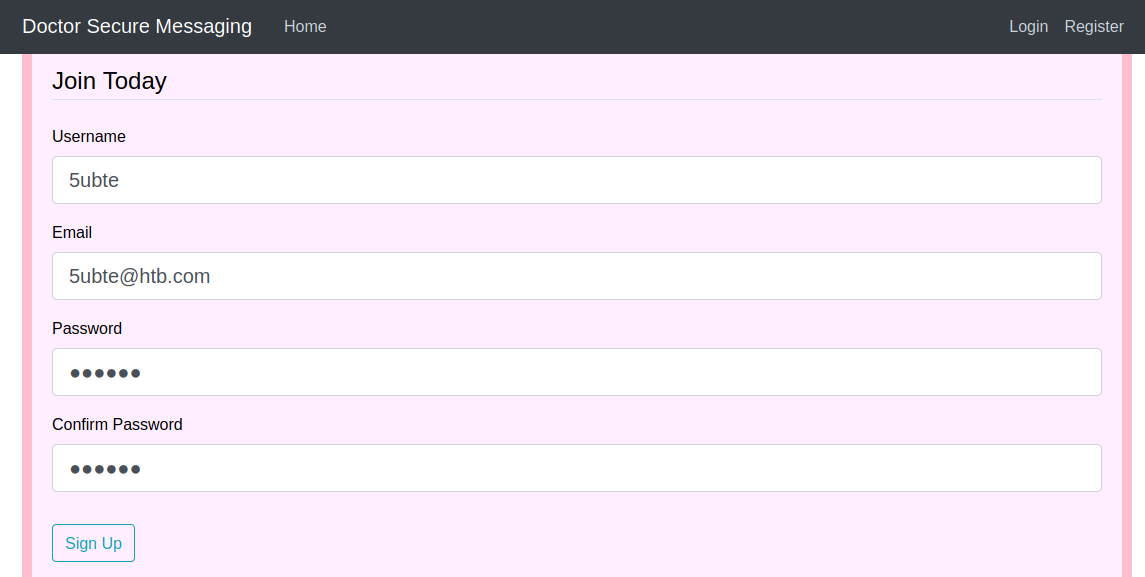 Doctor Secure Messaging Home Login Register
Join Today
Username
5ubte
Email
5ubte@htb.com
Password
●●●●●●
Confirm Password
●●●●●●
Sign Up